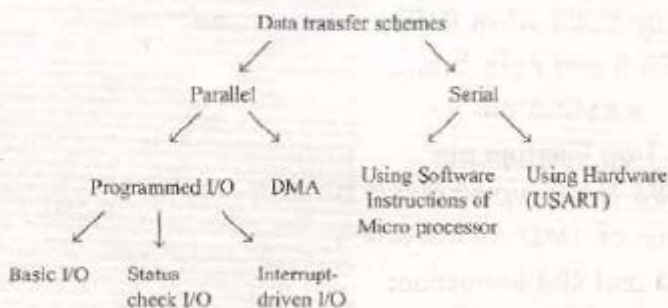 Data transfer schemes
Parallel
Serial
Programmed I/O
DMA
Using Software
Instructions of
Micro processor
Using Hardware
(USART)
Basic I/O
Status
check I/O
Interrupt-
driven I/O